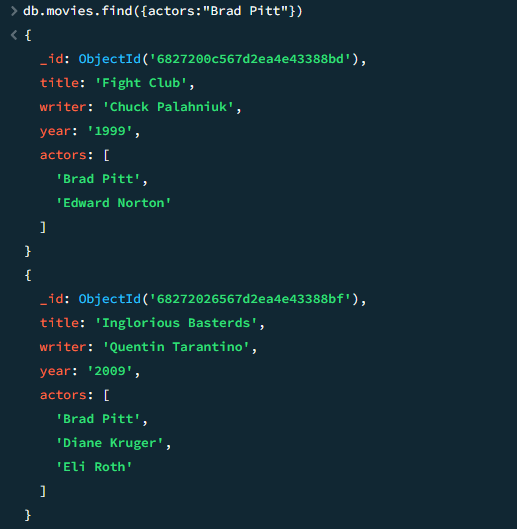 > db.movies.find({actors:"Brad Pitt"})
< {
_id: ObjectId('6827200c567d2ea4e43388bd'),
title: 'Fight Club',
writer: 'Chuck Palahniuk',
year: '1999',
actors: [
'Brad Pitt',
'Edward Norton'
]
}
{
_id: ObjectId('68272026567d2ea4e43388bf'),
title: 'Inglorious Basterds',
writer: 'Quentin Tarantino',
year: '2009',
actors: [
'Brad Pitt',
'Diane Kruger',
'Eli Roth'
]
}